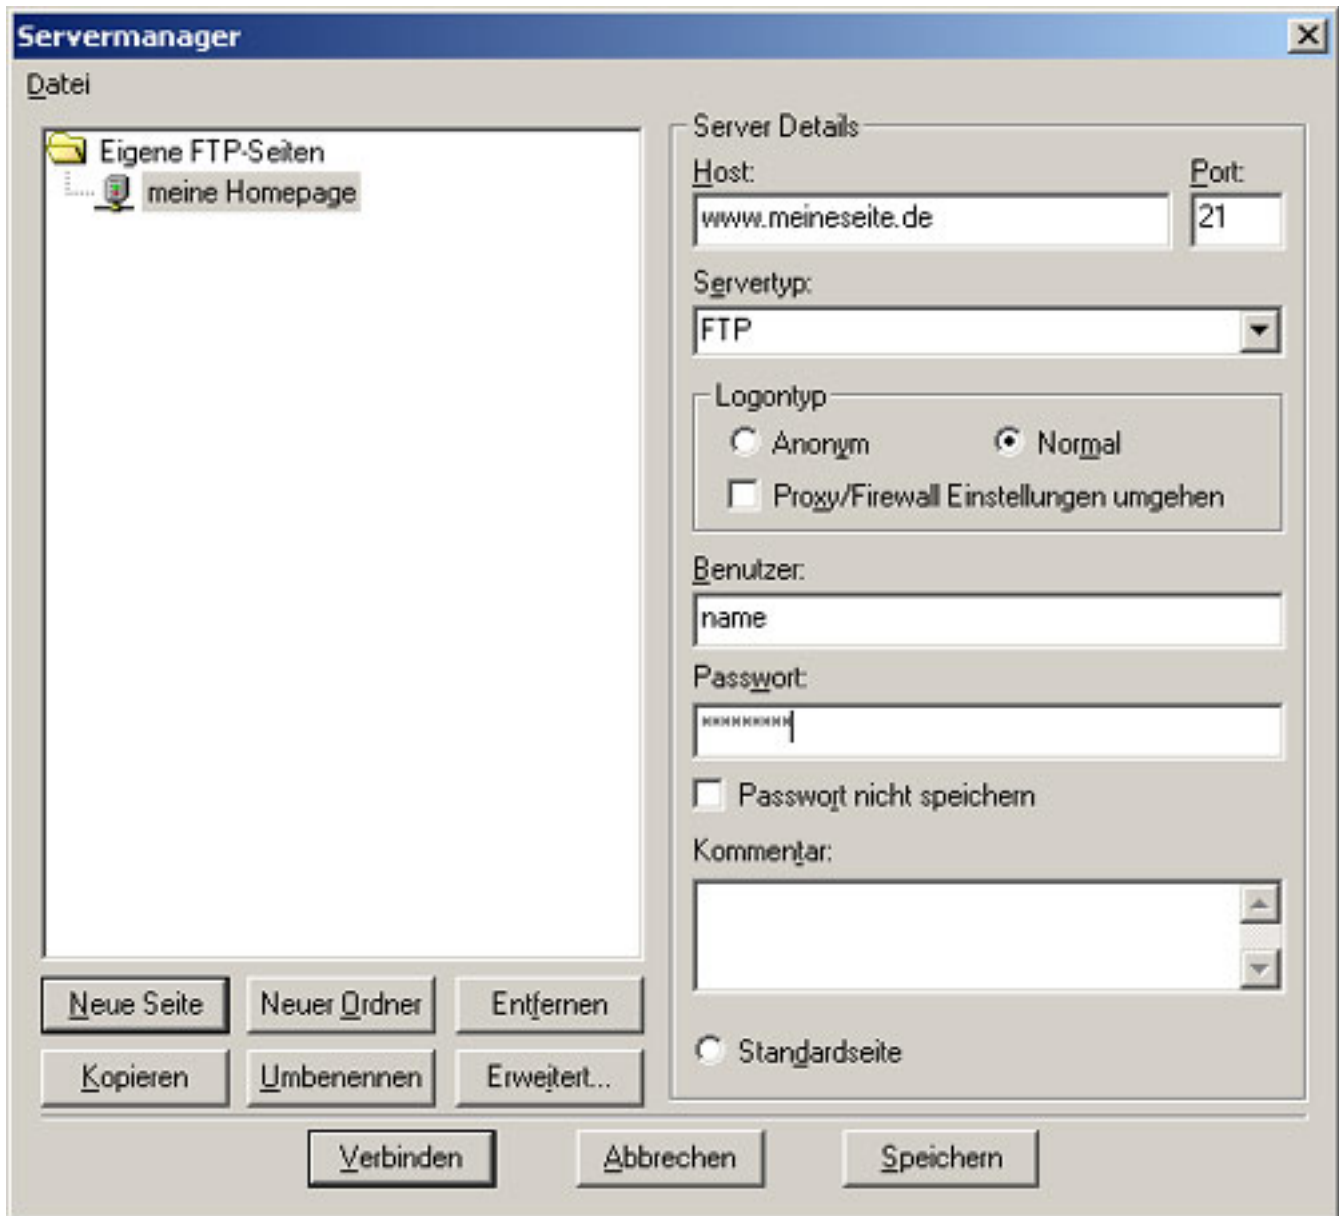 Servermanager
Datei
Eigene FTP-Seiten
meine Homepage
Server Details
Host: Port:
www.meineseite.de 21
Servertyp:
FTP
Logontyp
Anonym Normal
Proxy/Firewall Einstellungen umgehen
Benutzer:
name
Passwort:
*********
Passwort nicht speichern
Kommentar:
Neue Seite Neuer Ordner Entfernen
Standardseite
Kopieren Umbenennen Erweitert...
Verbinden Abbrechen Speichern